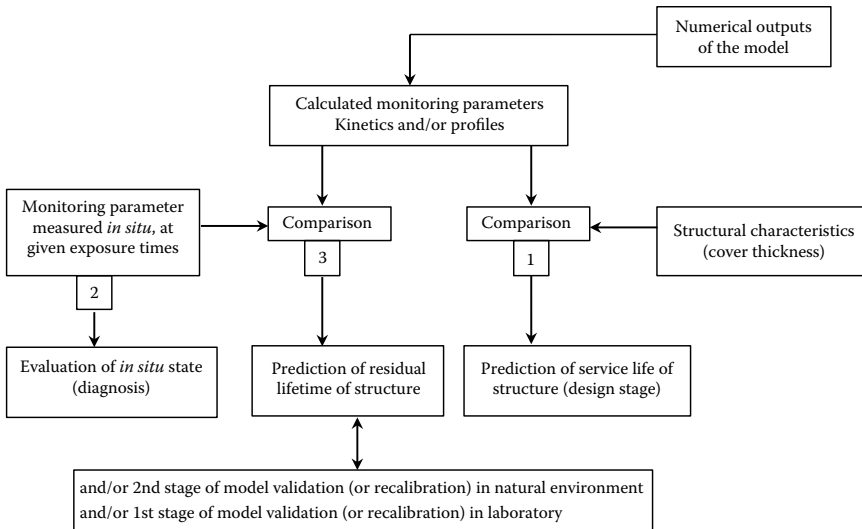 Numerical outputs
of the model
Calculated monitoring parameters
Kinetics and/or profiles
Monitoring parameter
measured in situ, at
given exposure times
Comparison
Comparison
Structural characteristics
(cover thickness)
2
3
1
Evaluation of in situ state
(diagnosis)
Prediction of residual
lifetime of structure
Prediction of service life of
structure (design stage)
and/or 2nd stage of model validation (or recalibration) in natural environment
and/or 1st stage of model validation (or recalibration) in laboratory